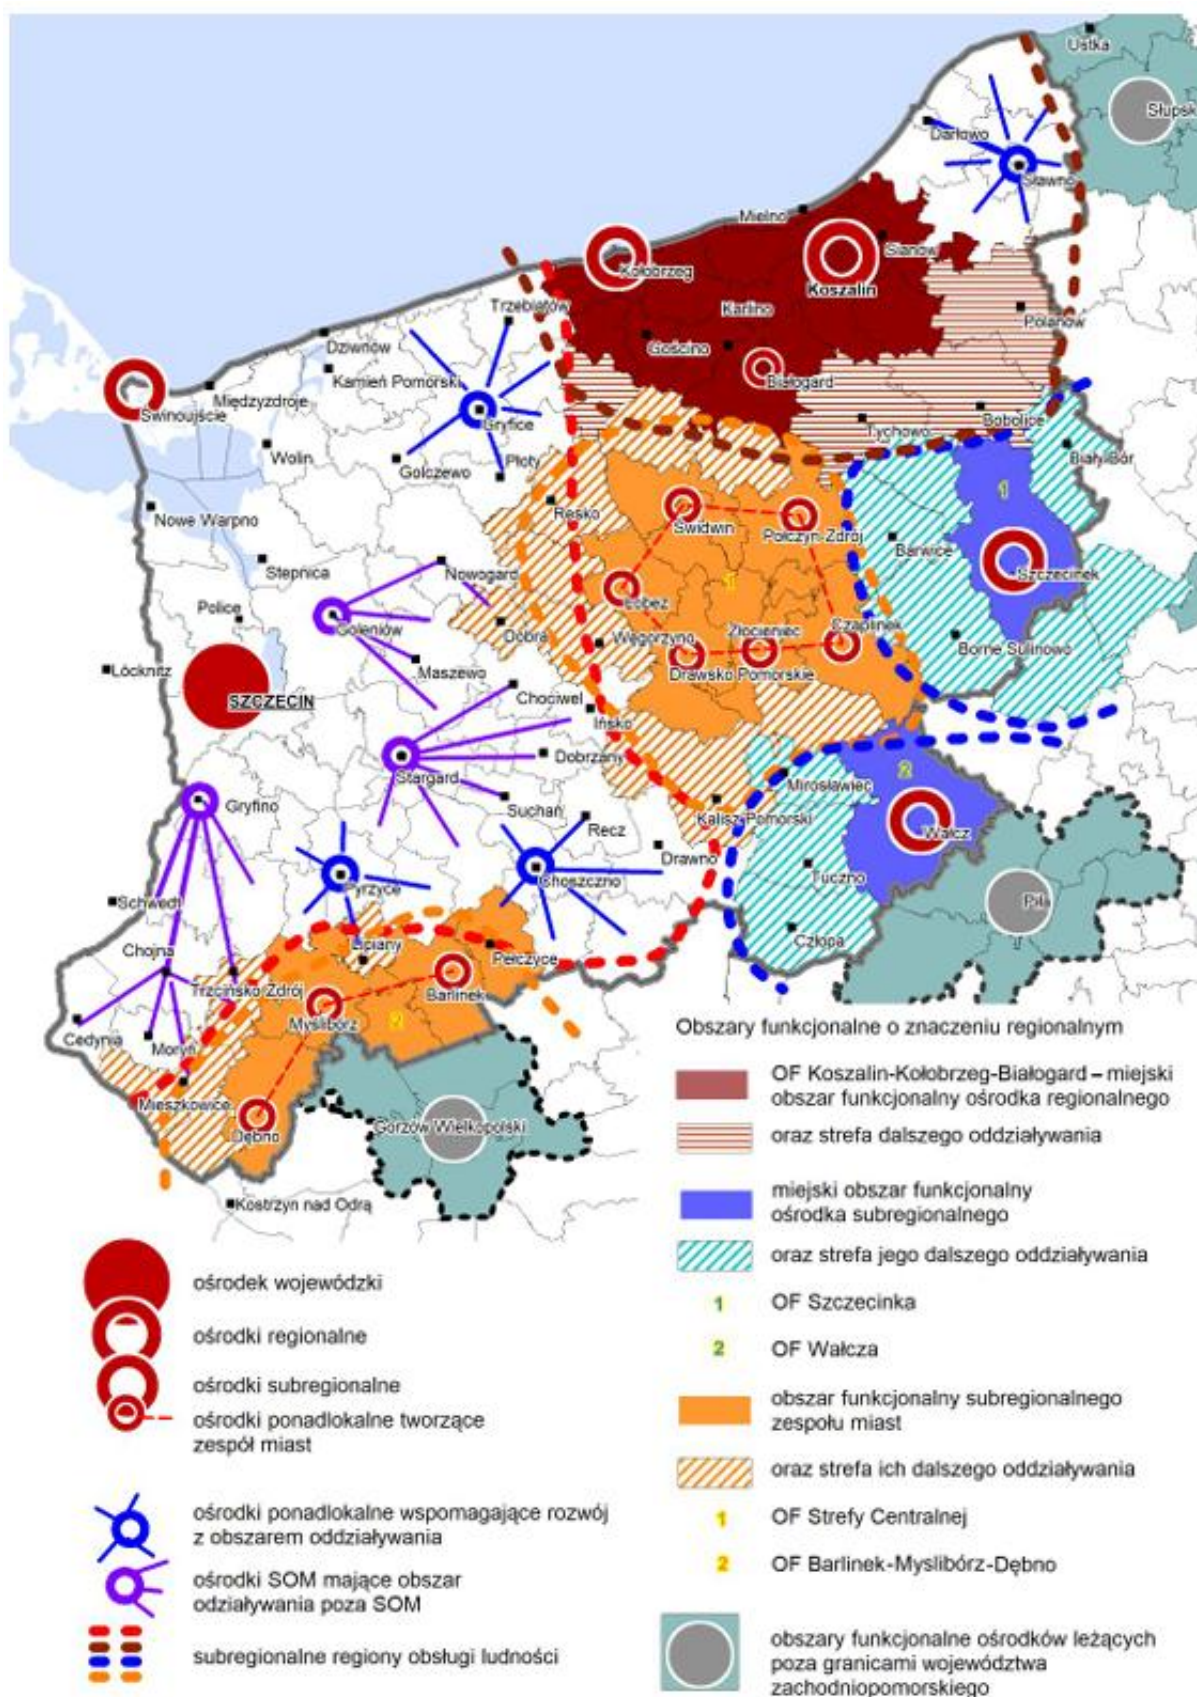 Ustka
Słupsk
Darłowo
Sławno
Mielno
Sianów
Kołobrzeg
Koszalin
Trzebiatów
Karlino
Polanów
Dziwnów
Gościno
Kamień Pomorski
Białogard
Międzyzdroje
Świnoujście
Gryfice
Bobolice
Tychowo
Wolin
Golczewo
Płoty
Biały Bór
1
Resko
Nowe Warpno
Świdwin
Połczyn-Zdrój
Barwice
Stepnica
Nowogard
Szczecinek
1
Łobez
Police
Goleniów
Dobra
Węgorzyno
Złocieniec
Czaplinek
Borne Sulinowo
Löcknitz
Maszewo
Drawsko Pomorskie
SZCZECIN
Chociwel
Ińsko
Stargard
Dobrzany
2
Mirosławiec
Gryfino
Suchań
Recz
Kalisz Pomorski
Wałcz
Drawno
Pyrzyce
Choszczno
Tuczno
Schwedt
Piła
Człopa
Chojna
Lipiany
Pełczyce
Trzcińsko Zdrój
Barlinek
Myślibórz
2
Cedynia
Moryń
Mieszkowice
Dębno
Gorzów Wielkopolski
Kostrzyn nad Odrą
Obszary funkcjonalne o znaczeniu regionalnym
OF Koszalin-Kołobrzeg-Białogard – miejski
obszar funkcjonalny ośrodka regionalnego
oraz strefa dalszego oddziaływania
miejski obszar funkcjonalny
ośrodka subregionalnego
oraz strefa jego dalszego oddziaływania
1 OF Szczecinka
2 OF Wałcza
obszar funkcjonalny subregionalnego
zespołu miast
oraz strefa ich dalszego oddziaływania
1 OF Strefy Centralnej
2 OF Barlinek-Myslibórz-Dębno
obszary funkcjonalne ośrodków leżących
poza granicami województwa
zachodniopomorskiego
ośrodek wojewódzki
ośrodki regionalne
ośrodki subregionalne
ośrodki ponadlokalne tworzące
zespół miast
ośrodki ponadlokalne wspomagające rozwój
z obszarem oddziaływania
ośrodki SOM mające obszar
odziaływania poza SOM
subregionalne regiony obsługi ludności